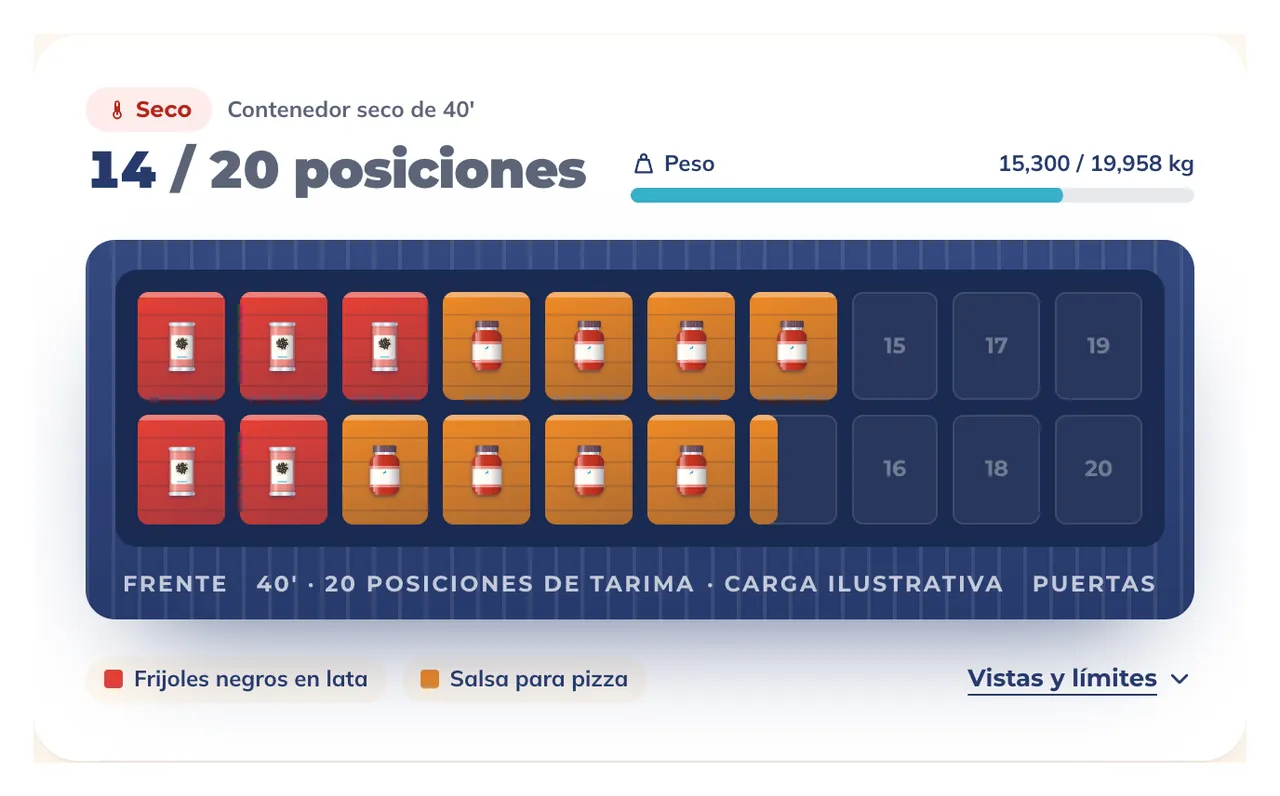 Seco
Contenedor seco de 40'
14 / 20 posiciones
Peso
15,300 / 19,958 kg
15
17
19
16
18
20
FRENTE
40' · 20 POSICIONES DE TARIMA · CARGA ILUSTRATIVA
PUERTAS
Frijoles negros en lata
Salsa para pizza
Vistas y límites